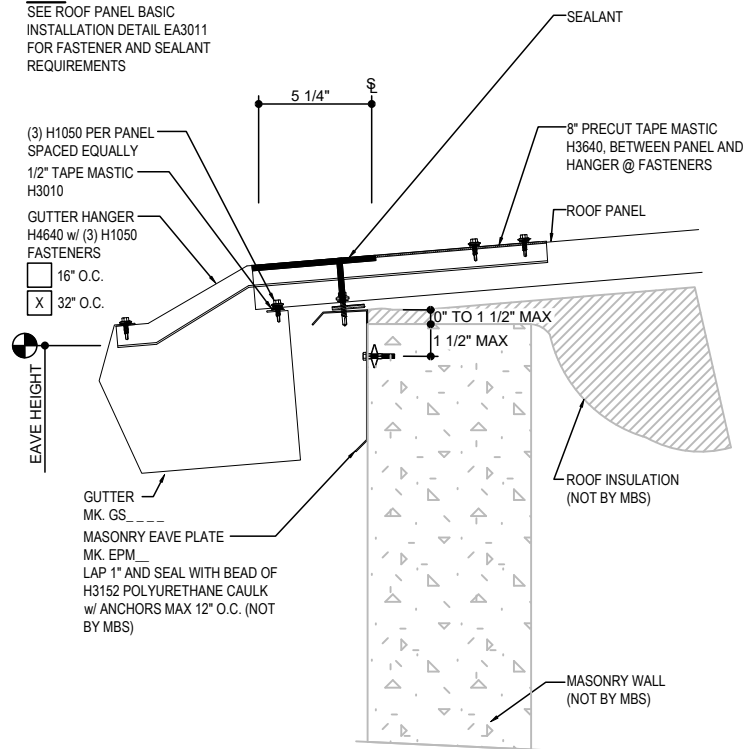 SEE ROOF PANEL BASIC
INSTALLATION DETAIL EA3011
FOR FASTENER AND SEALANT
REQUIREMENTS
SEALANT
5 1/4"
(3) H1050 PER PANEL
SPACED EQUALLY
1/2" TAPE MASTIC
H3010
GUTTER HANGER
H4640 w/ (3) H1050
FASTENERS
16" O.C.
X 32" O.C.
8" PRECUT TAPE MASTIC
H3640, BETWEEN PANEL AND
HANGER @ FASTENERS
ROOF PANEL
0" TO 1 1/2" MAX
1 1/2" MAX
EAVE HEIGHT
GUTTER
MK. GS_ _ _ _
MASONRY EAVE PLATE
MK. EPM__
LAP 1" AND SEAL WITH BEAD OF
H3152 POLYURETHANE CAULK
w/ ANCHORS MAX 12" O.C. (NOT
BY MBS)
ROOF INSULATION
(NOT BY MBS)
MASONRY WALL
(NOT BY MBS)